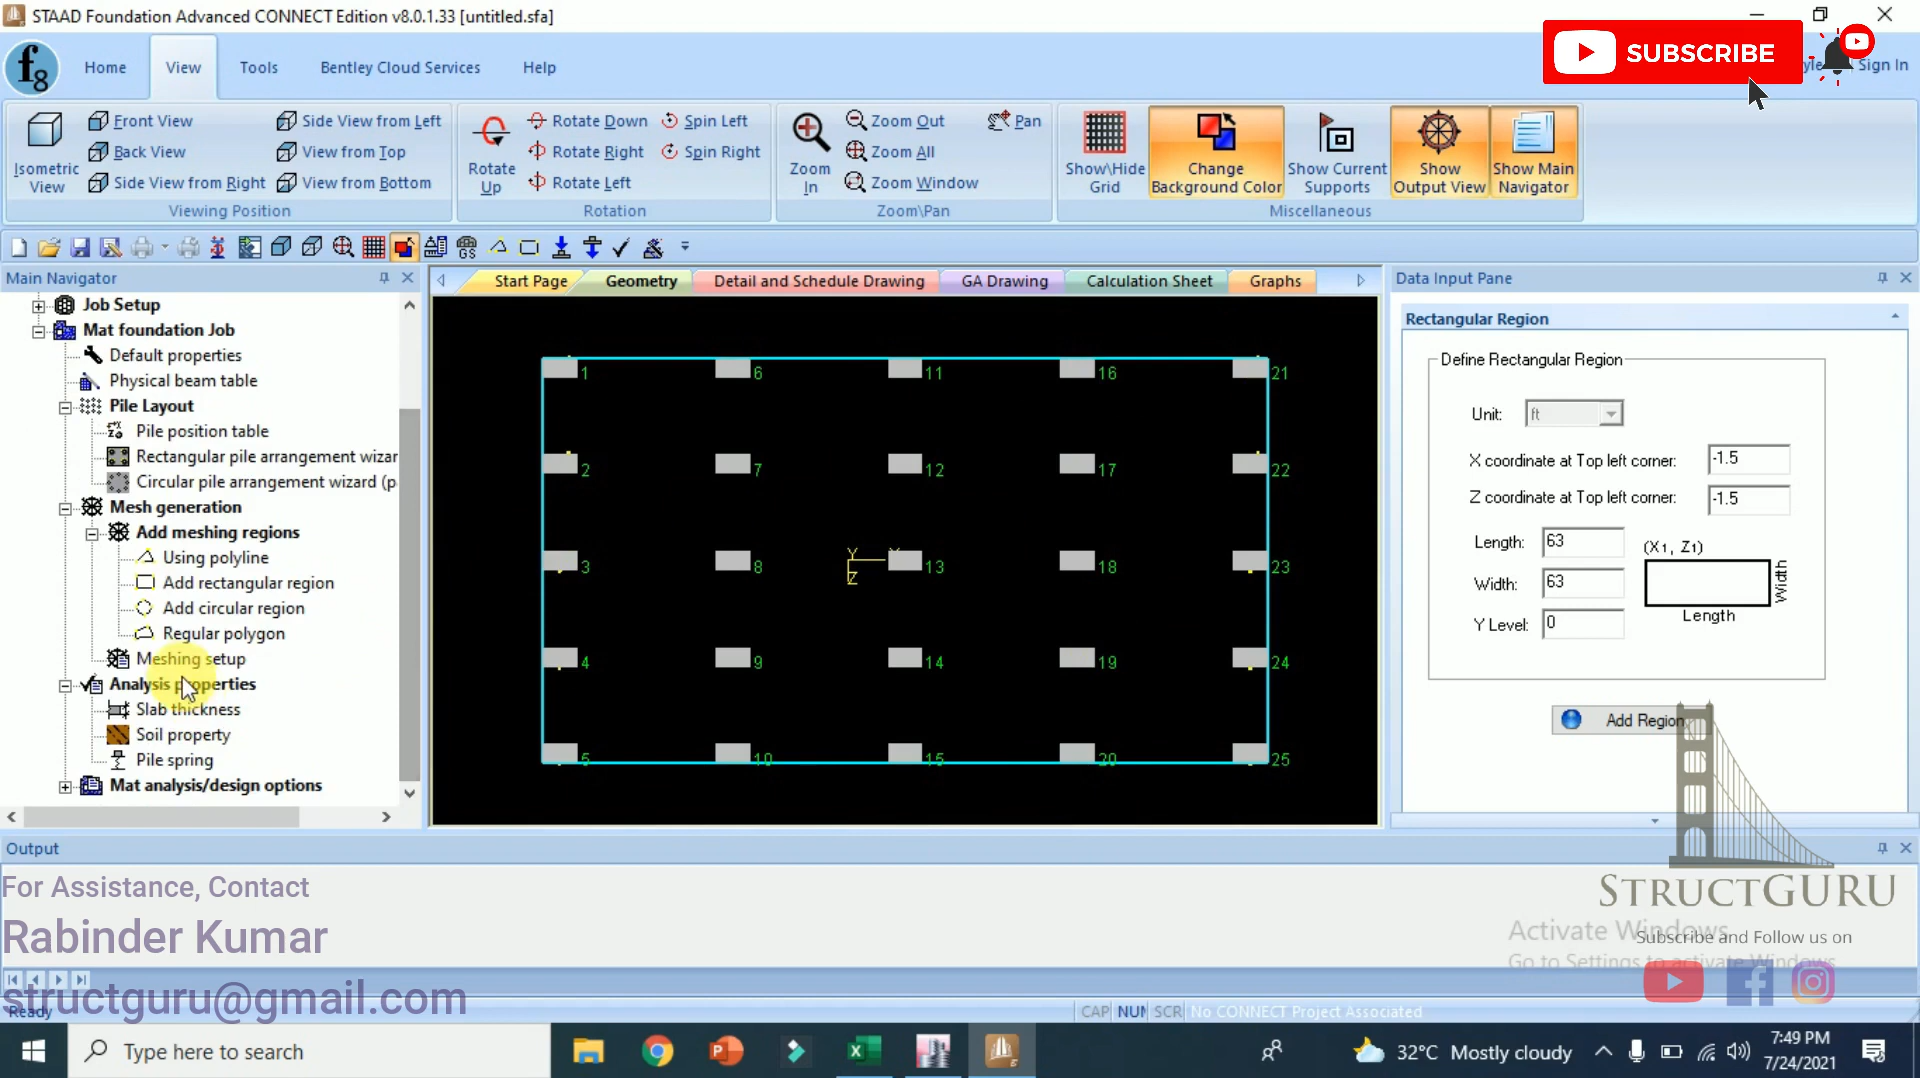 STAAD Foundation Advanced CONNECT Edition v8.0.1.33 [untitled.sfa]
SUBSCRIBE
Home View Tools Bentley Cloud Services Help
Sign In
Isometric View
Front View
Back View
Side View from Right
Side View from Left
View from Top
View from Bottom
Viewing Position
Rotate Up
Rotate Down
Rotate Right
Rotate Left
Spin Left
Spin Right
Rotation
Zoom In
Zoom Out
Zoom All
Zoom Window
Pan
Zoom\Pan
Show\Hide Grid
Change Background Color
Show Current Supports
Show Output View
Show Main Navigator
Miscellaneous
Main Navigator
Job Setup
Mat foundation Job
Default properties
Physical beam table
Pile Layout
Pile position table
Rectangular pile arrangement wizar
Circular pile arrangement wizard (p
Mesh generation
Add meshing regions
Using polyline
Add rectangular region
Add circular region
Regular polygon
Meshing setup
Analysis properties
Slab thickness
Soil property
Pile spring
Mat analysis/design options
Start Page Geometry Detail and Schedule Drawing GA Drawing Calculation Sheet Graphs
1 6 11 16 21
2 7 12 17 22
3 8 13 18 23
Y
Z
4 9 14 19 24
5 10 15 20 25
Data Input Pane
Rectangular Region
Define Rectangular Region
Unit: ft
X coordinate at Top left corner: -1.5
Z coordinate at Top left corner: -1.5
Length: 63
Width: 63
Y Level: 0
(X1, Z1)
Width
Length
Add Region
Output
For Assistance, Contact
Rabinder Kumar
structguru@gmail.com
STRUCTGURU
Activate Windows
Go to Settings to activate Windows.
Subscribe and Follow us on
Ready
CAP NUM SCR No CONNECT Project Associated
Type here to search
32°C Mostly cloudy
7:49 PM
7/24/2021